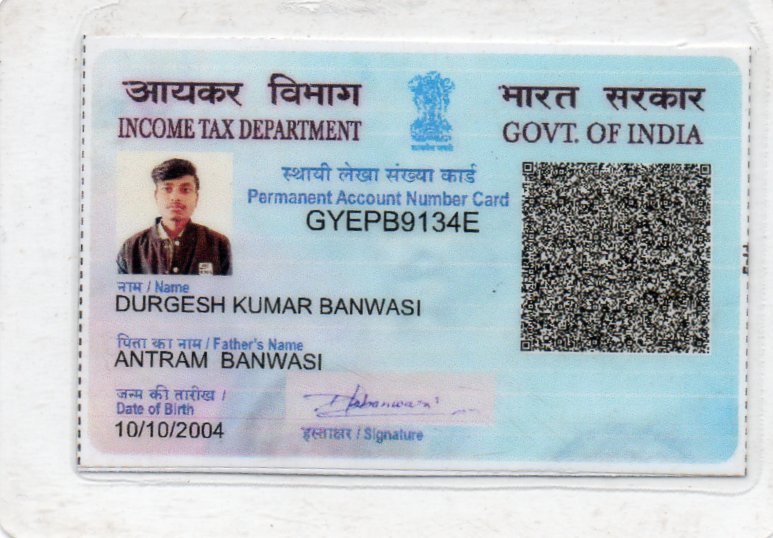 आयकर विभाग
INCOME TAX DEPARTMENT
भारत सरकार
GOVT. OF INDIA
स्थायी लेखा संख्या कार्ड
Permanent Account Number Card
GYEPB9134E
नाम / Name
DURGESH KUMAR BANWASI
पिता का नाम / Father's Name
ANTRAM BANWASI
जन्म की तारीख /
Date of Birth
10/10/2004
हस्ताक्षर / Signature